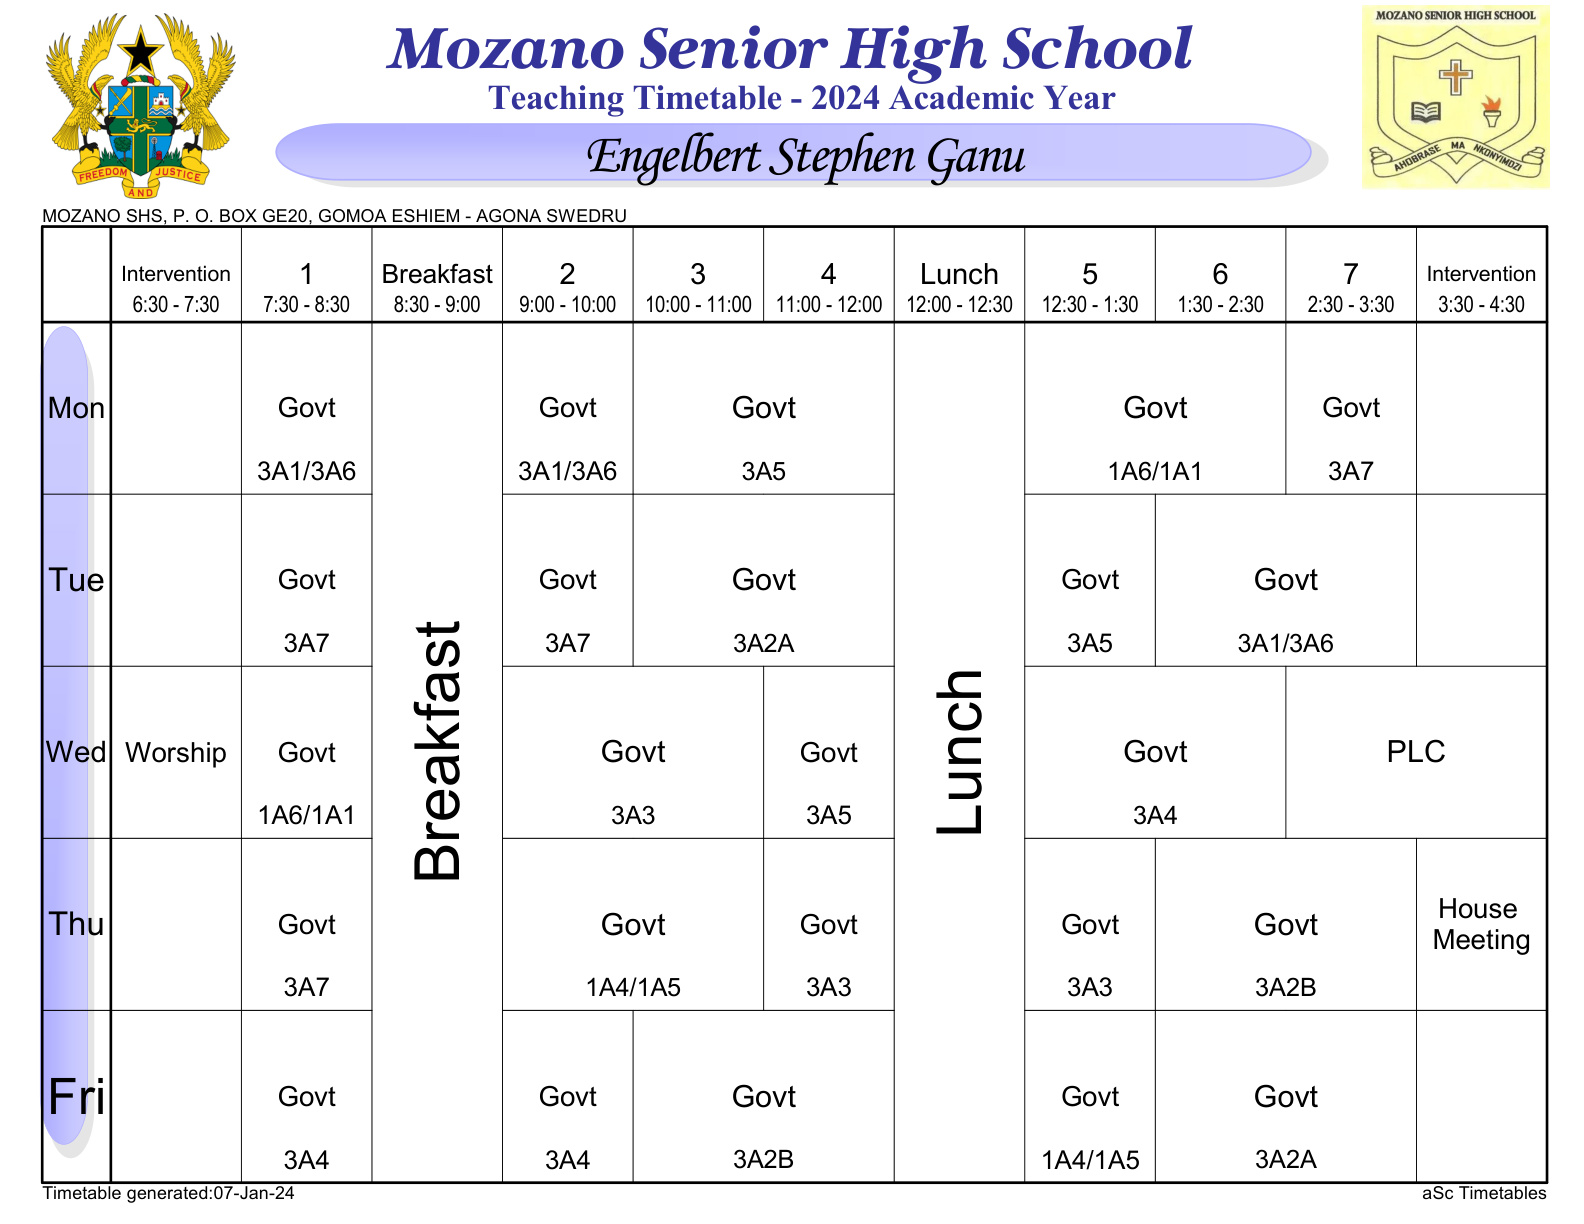 Mozano Senior High School
Teaching Timetable - 2024 Academic Year
Engelbert Stephen Ganu
FREEDOM AND JUSTICE
MOZANO SENIOR HIGH SCHOOL
AHOBRASE MA NKONYIMDZI
MOZANO SHS, P. O. BOX GE20, GOMOA ESHIEM - AGONA SWEDRU
Intervention 1 Breakfast 2 3 4 Lunch 5 6 7 Intervention
6:30 - 7:30 7:30 - 8:30 8:30 - 9:00 9:00 - 10:00 10:00 - 11:00 11:00 - 12:00 12:00 - 12:30 12:30 - 1:30 1:30 - 2:30 2:30 - 3:30 3:30 - 4:30
Mon Govt Govt Govt Govt Govt
3A1/3A6 3A1/3A6 3A5 1A6/1A1 3A7
Tue Govt Govt Govt Govt Govt
3A7 3A7 3A2A 3A5 3A1/3A6
Breakfast
Lunch
Wed Worship Govt Govt Govt Govt PLC
1A6/1A1 3A3 3A5 3A4
Thu Govt Govt Govt Govt Govt House Meeting
3A7 1A4/1A5 3A3 3A3 3A2B
Fri Govt Govt Govt Govt Govt
3A4 3A4 3A2B 1A4/1A5 3A2A
Timetable generated:07-Jan-24
aSc Timetables